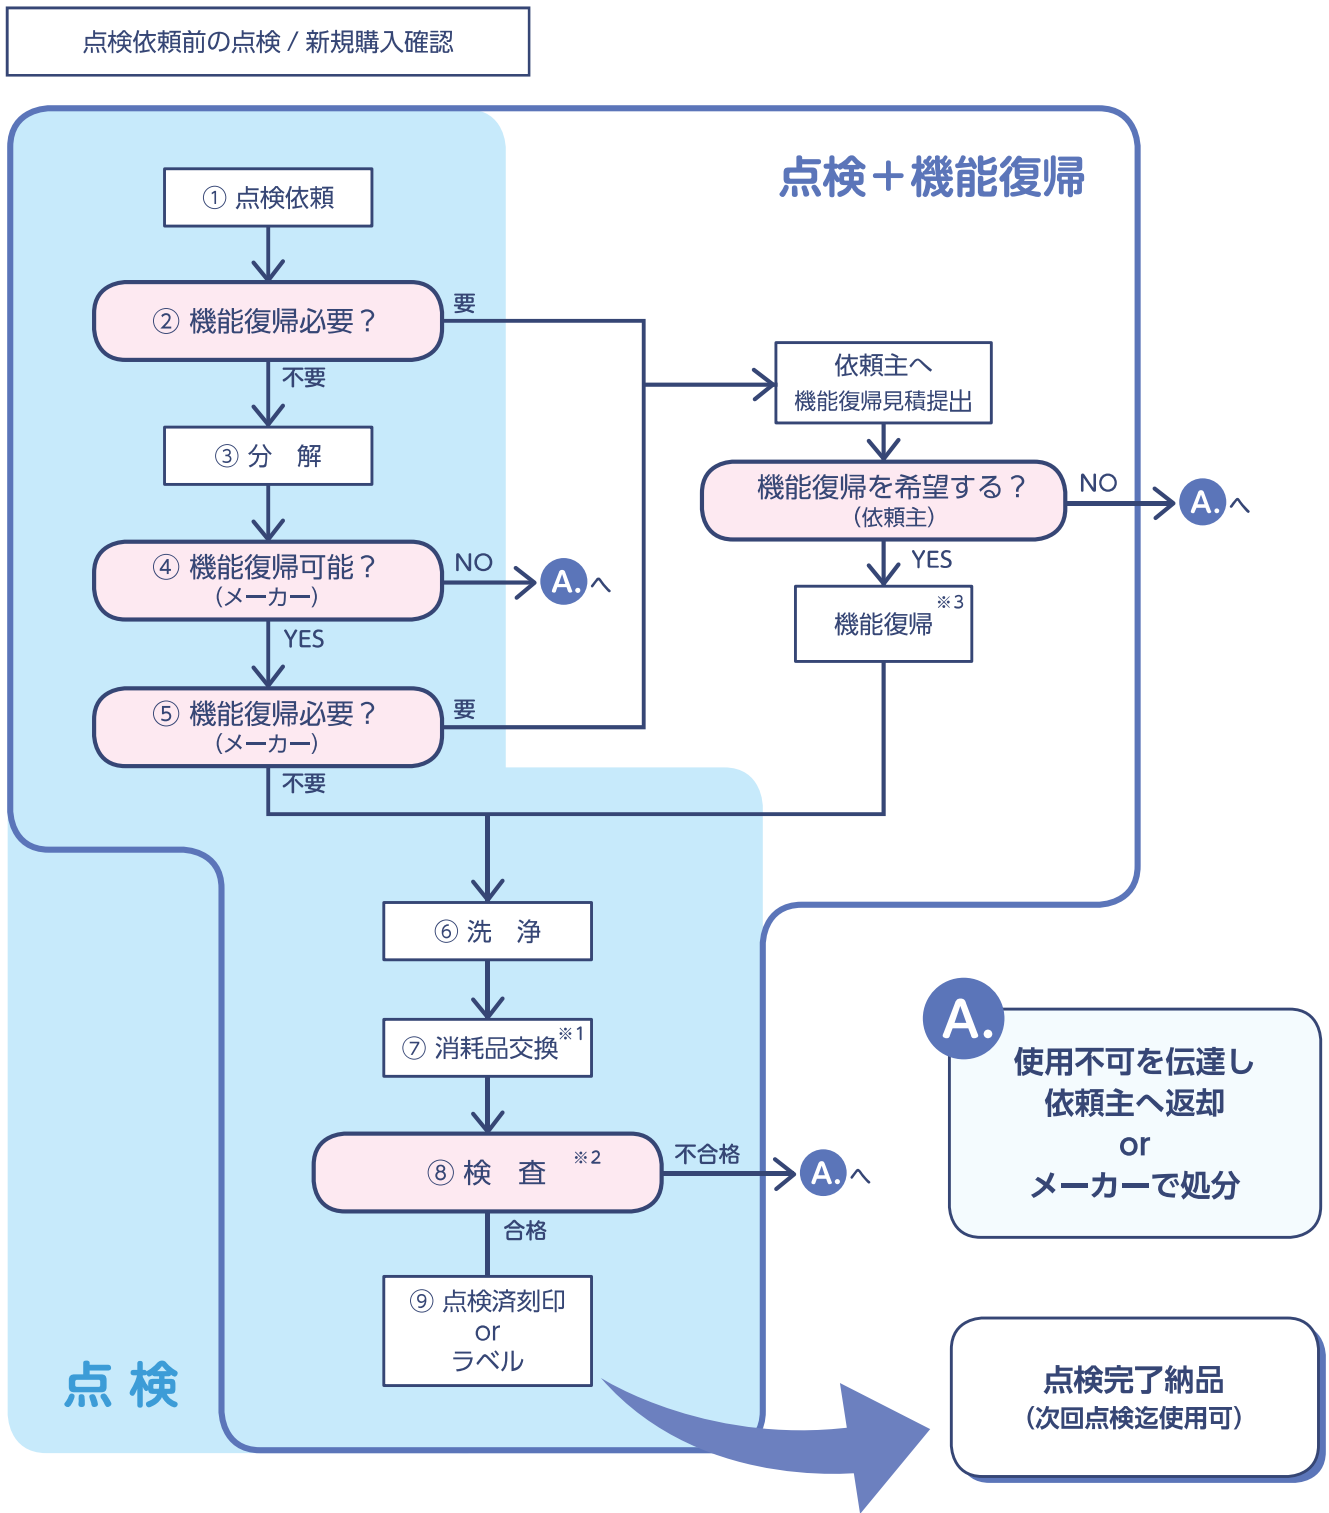 点検依頼前の点検 / 新規購入確認
点検＋機能復帰
① 点検依頼
② 機能復帰必要？
要
不要
依頼主へ
機能復帰見積提出
③ 分　解
機能復帰を希望する？
（依頼主）
NO
A.へ
④ 機能復帰可能？
（メーカー）
NO
A.へ
YES
YES
機能復帰※3
⑤ 機能復帰必要？
（メーカー）
要
不要
⑥ 洗　浄
⑦ 消耗品交換※1
⑧ 検　査 ※2
不合格
A.へ
合格
⑨ 点検済刻印
or
ラベル
点 検
A.
使用不可を伝達し
依頼主へ返却
or
メーカーで処分
点検完了納品
（次回点検迄使用可）